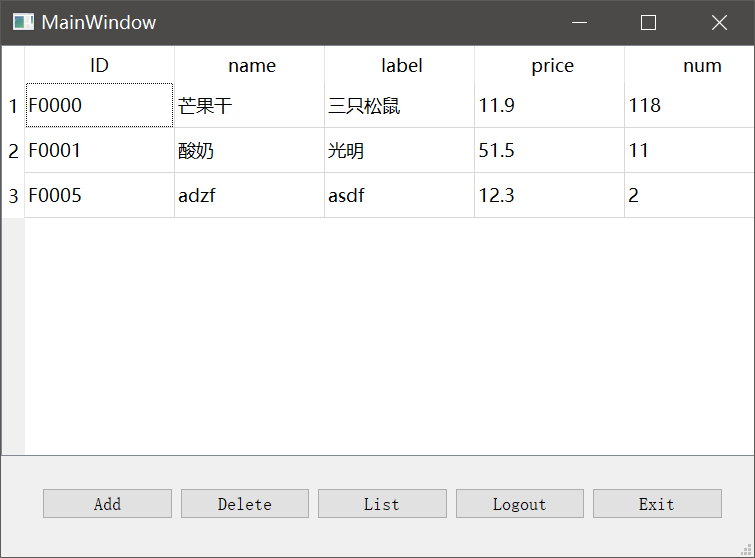 MainWindow
ID name label price num
1 F0000 芒果干 三只松鼠 11.9 118
2 F0001 酸奶 光明 51.5 11
3 F0005 adzf asdf 12.3 2
Add Delete List Logout Exit